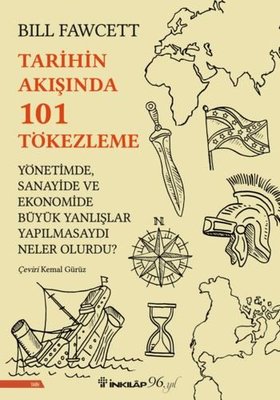 BILL FAWCETT
TARİHİN
AKIŞINDA
101
TÖKEZLEME
YÖNETİMDE,
SANAYİDE VE
EKONOMİDE
BÜYÜK YANLIŞLAR
YAPILMASAYDI
NELER OLURDU?
Çeviri Kemal Gürüz
N
tarih
İNKILÂP 96. yıl